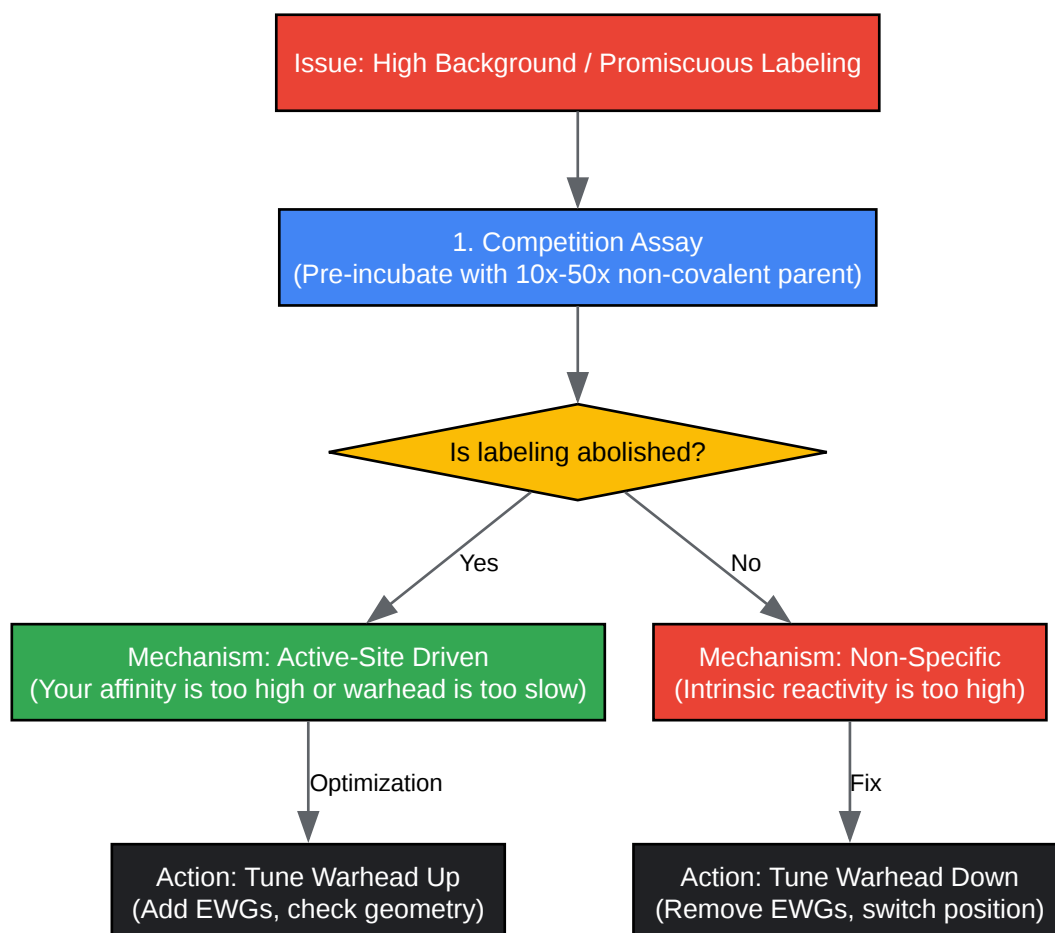 Issue: High Background / Promiscuous Labeling
1. Competition Assay
(Pre-incubate with 10x-50x non-covalent parent)
Is labeling abolished?
Yes
No
Mechanism: Active-Site Driven
(Your affinity is too high or warhead is too slow)
Mechanism: Non-Specific
(Intrinsic reactivity is too high)
Optimization
Fix
Action: Tune Warhead Up
(Add EWGs, check geometry)
Action: Tune Warhead Down
(Remove EWGs, switch position)